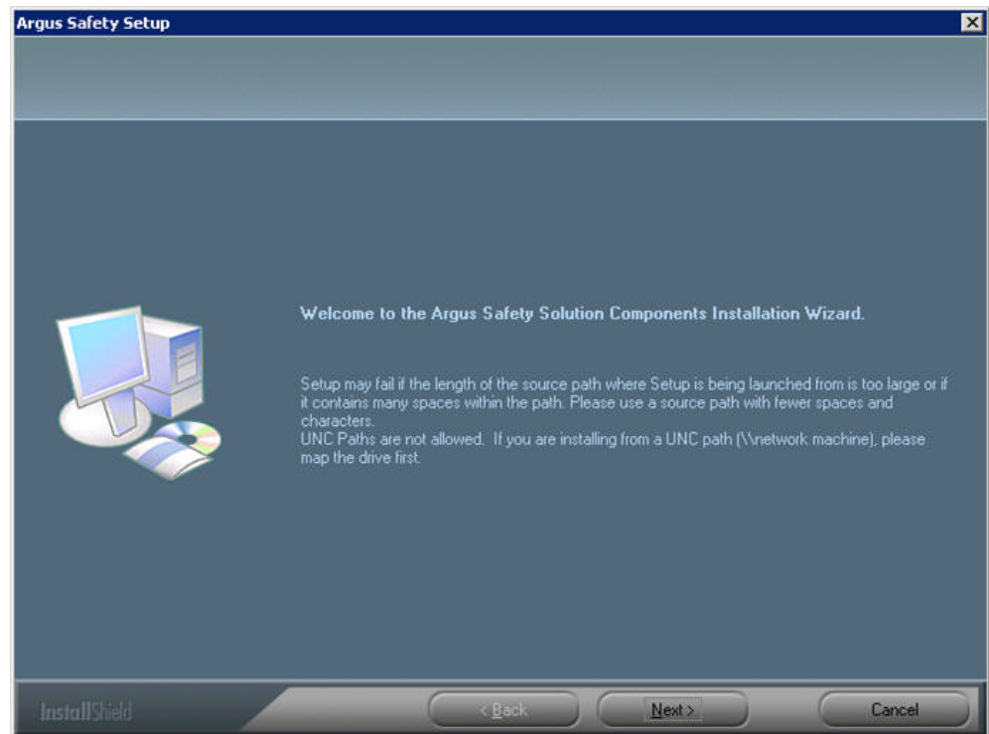 Argus Safety Setup
Welcome to the Argus Safety Solution Components Installation Wizard.
Setup may fail if the length of the source path where Setup is being launched from is too large or if
it contains many spaces within the path. Please use a source path with fewer spaces and
characters.
UNC Paths are not allowed. If you are installing from a UNC path (\\network machine), please
map the drive first.
InstallShield
< Back
Next >
Cancel